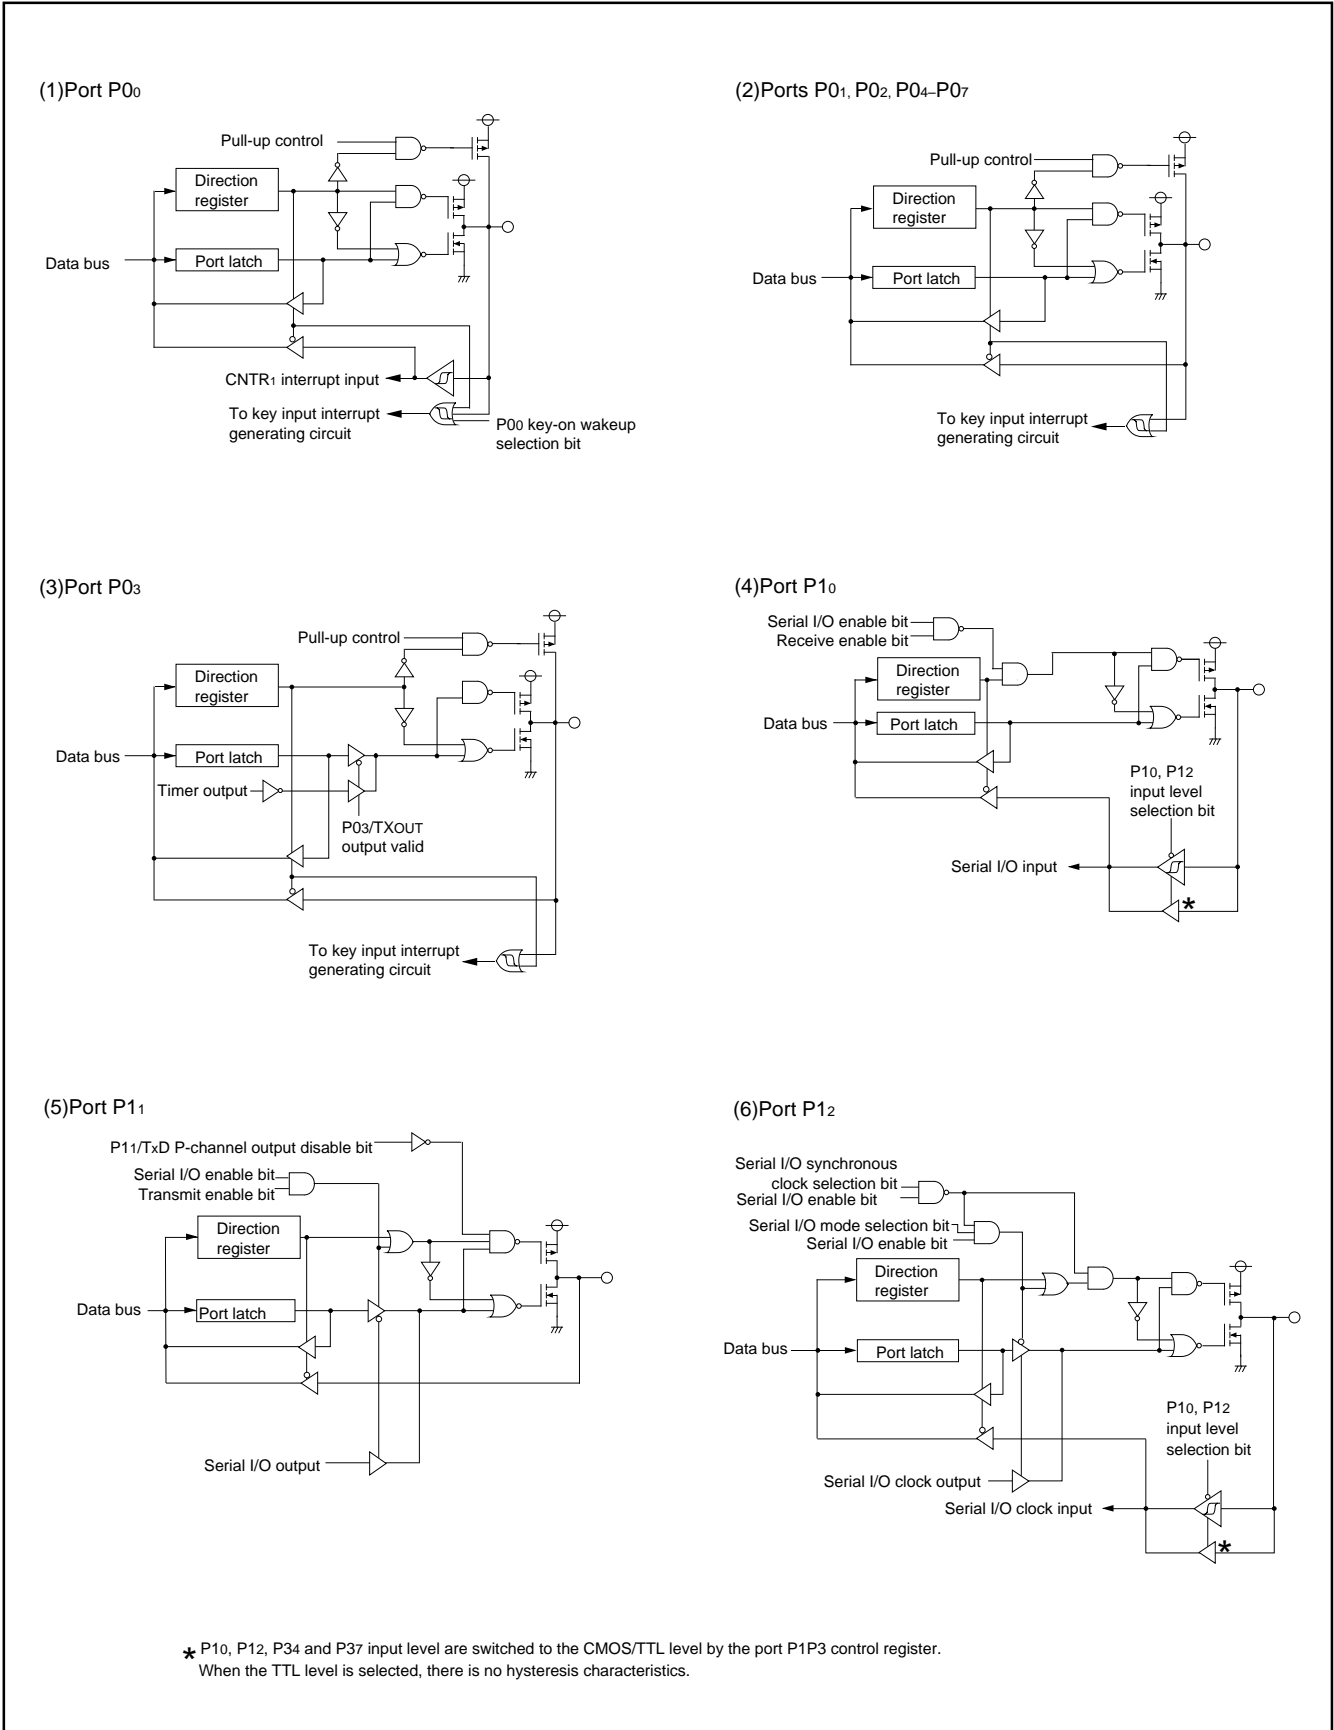 (1)Port P00
Pull-up control
Direction
register
Data bus
Port latch
CNTR1 interrupt input
To key input interrupt
generating circuit
P00 key-on wakeup
selection bit
(2)Ports P01, P02, P04–P07
Pull-up control
Direction
register
Data bus
Port latch
To key input interrupt
generating circuit
(3)Port P03
Pull-up control
Direction
register
Data bus
Port latch
Timer output
P03/TXOUT
output valid
To key input interrupt
generating circuit
(4)Port P10
Serial I/O enable bit
Receive enable bit
Direction
register
Data bus
Port latch
P10, P12
input level
selection bit
Serial I/O input
*
(5)Port P11
P11/TxD P-channel output disable bit
Serial I/O enable bit
Transmit enable bit
Direction
register
Data bus
Port latch
Serial I/O output
(6)Port P12
Serial I/O synchronous
clock selection bit
Serial I/O enable bit
Serial I/O mode selection bit
Serial I/O enable bit
Direction
register
Data bus
Port latch
P10, P12
input level
selection bit
Serial I/O clock output
Serial I/O clock input
*
* P10, P12, P34 and P37 input level are switched to the CMOS/TTL level by the port P1P3 control register.
When the TTL level is selected, there is no hysteresis characteristics.